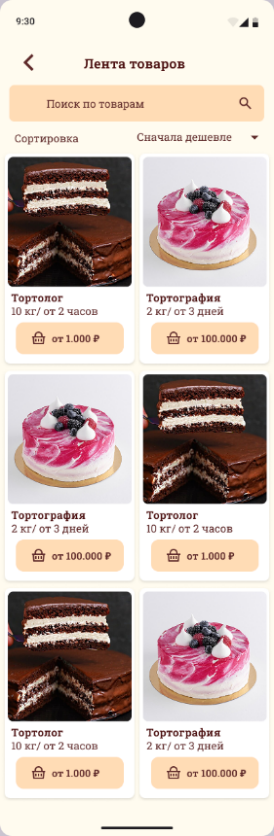 9:30
Лента товаров
Поиск по товарам
Сортировка
Сначала дешевле
Тортолог
10 кг/ от 2 часов
от 1.000 ₽
Тортография
2 кг/ от 3 дней
от 100.000 ₽
Тортография
2 кг/ от 3 дней
от 100.000 ₽
Тортолог
10 кг/ от 2 часов
от 1.000 ₽
Тортолог
10 кг/ от 2 часов
от 1.000 ₽
Тортография
2 кг/ от 3 дней
от 100.000 ₽